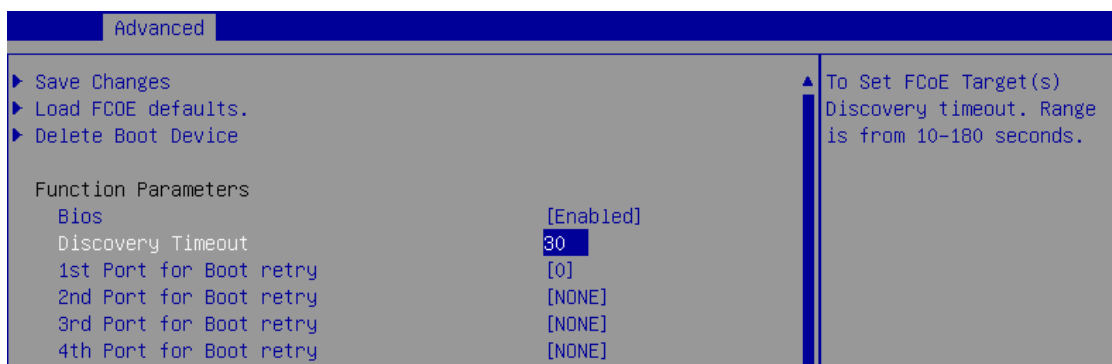 Advanced
Save Changes
Load FCOE defaults.
Delete Boot Device
Function Parameters
Bios [Enabled]
Discovery Timeout 30
1st Port for Boot retry [0]
2nd Port for Boot retry [NONE]
3rd Port for Boot retry [NONE]
4th Port for Boot retry [NONE]
To Set FCoE Target(s)
Discovery timeout. Range
is from 10-180 seconds.